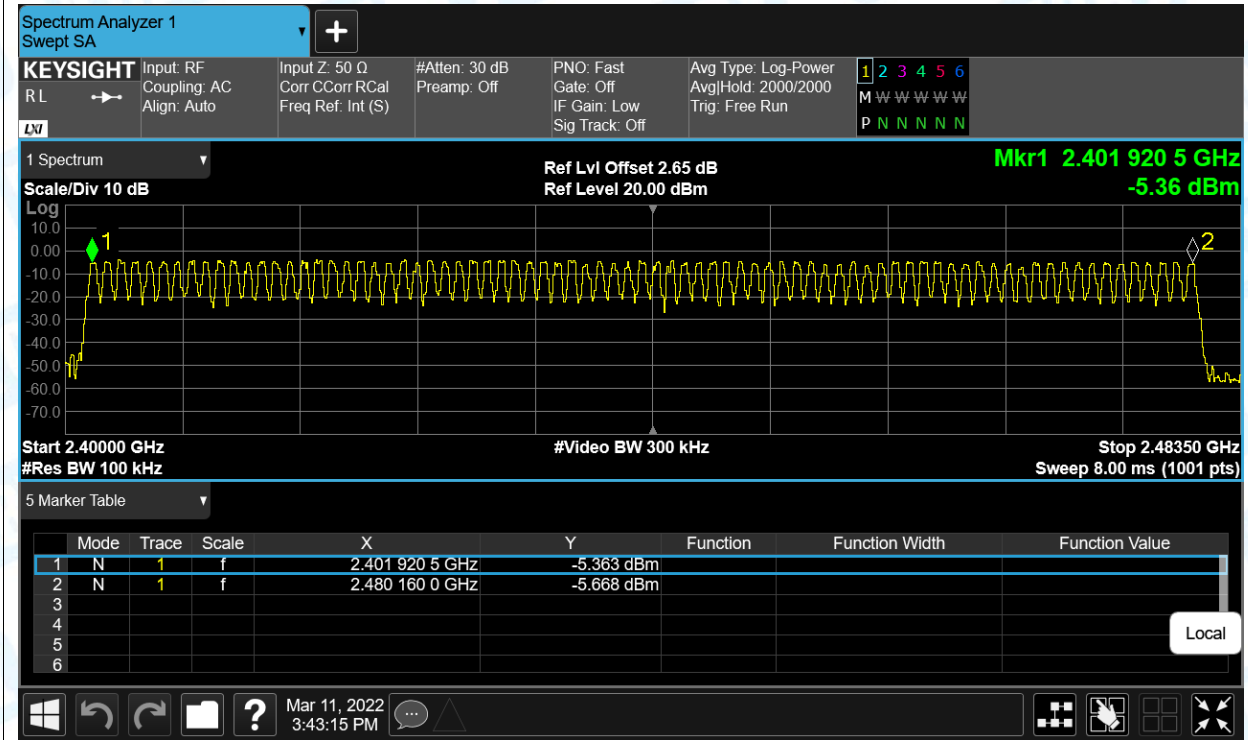 Spectrum Analyzer 1
Swept SA
KEYSIGHT
R L
LXI
Input: RF
Coupling: AC
Align: Auto
Input Z: 50 Ω
Corr CCorr RCal
Freq Ref: Int (S)
#Atten: 30 dB
Preamp: Off
PNO: Fast
Gate: Off
IF Gain: Low
Sig Track: Off
Avg Type: Log-Power
Avg|Hold: 2000/2000
Trig: Free Run
1 2 3 4 5 6
M W W W W W
P N N N N N
1 Spectrum
Scale/Div 10 dB
Ref Lvl Offset 2.65 dB
Ref Level 20.00 dBm
Mkr1 2.401 920 5 GHz
-5.36 dBm
Log
10.0
0.00
-10.0
-20.0
-30.0
-40.0
-50.0
-60.0
-70.0
1
2
Start 2.40000 GHz
#Video BW 300 kHz
Stop 2.48350 GHz
#Res BW 100 kHz
Sweep 8.00 ms (1001 pts)
5 Marker Table
Mode Trace Scale X Y Function Function Width Function Value
1 N 1 f 2.401 920 5 GHz -5.363 dBm
2 N 1 f 2.480 160 0 GHz -5.668 dBm
3
4
5
6
Local
?
Mar 11, 2022
3:43:15 PM